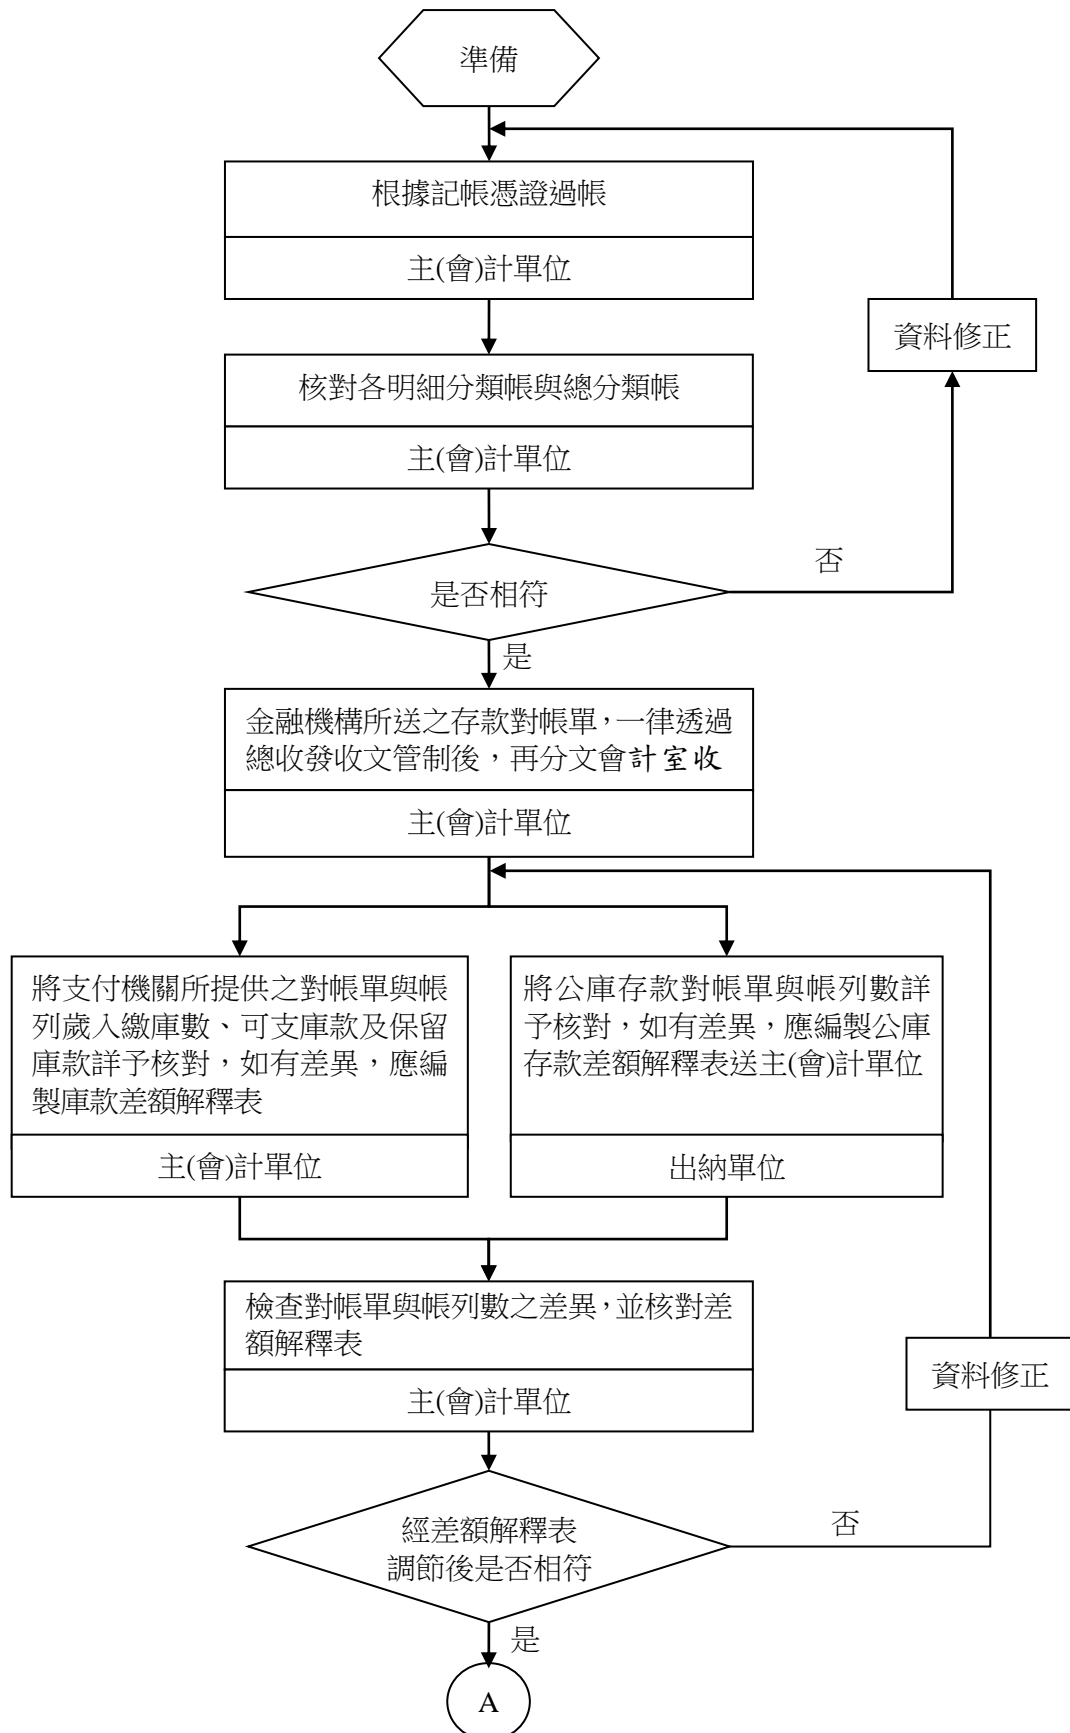 準備
根據記帳憑證過帳
主(會)計單位
資料修正
核對各明細分類帳與總分類帳
主(會)計單位
否
是否相符
是
金融機構所送之存款對帳單，一律透過
總收發收文管制後，再分文會計室收
主(會)計單位
將支付機關所提供之對帳單與帳
列歲入繳庫數、可支庫款及保留
庫款詳予核對，如有差異，應編
製庫款差額解釋表
主(會)計單位
將公庫存款對帳單與帳列數詳
予核對，如有差異，應編製公庫
存款差額解釋表送主(會)計單位
出納單位
檢查對帳單與帳列數之差異，並核對差
額解釋表
主(會)計單位
資料修正
經差額解釋表
調節後是否相符
否
是
A